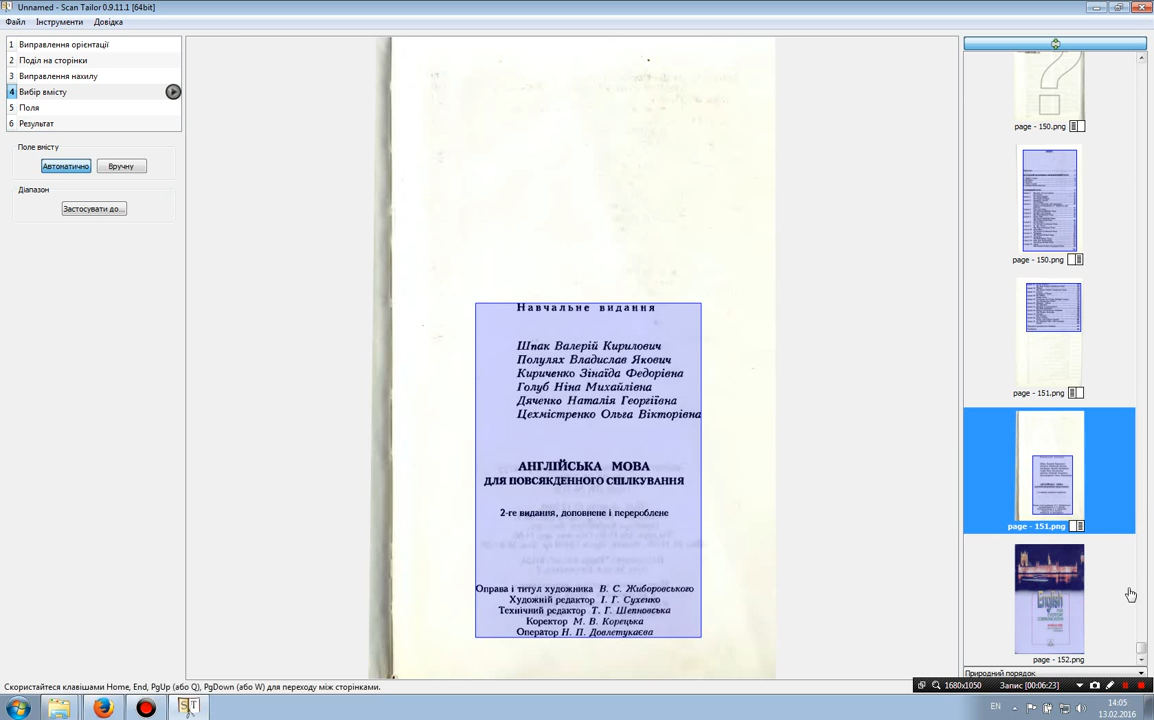 Unnamed - Scan Tailor 0.9.11.1 [64bit]
Файл Інструменти Довідка
1 Виправлення орієнтації
2 Поділ на сторінки
3 Виправлення нахилу
4 Вибір вмісту
5 Поля
6 Результат
Поле вмісту
Автоматично Вручну
Діапазон
Застосувати до...
Навчальне видання
Шпак Валерій Кирилович
Полулях Владислав Якович
Кириченко Зінаїда Федорівна
Голуб Ніна Михайлівна
Дяченко Наталія Георгіївна
Цехмістренко Ольга Вікторівна
АНГЛІЙСЬКА МОВА
ДЛЯ ПОВСЯКДЕННОГО СПІЛКУВАННЯ
2-ге видання, доповнене і перероблене
Оправа і титул художника В. С. Жиборовського
Художній редактор І. Г. Сухенко
Технічний редактор Т. Г. Шепновська
Коректор М. В. Корецька
Оператор Н. П. Довлетукаєва
page - 150.png
page - 150.png
page - 151.png
page - 151.png
English
page - 152.png
Природний порядок
Скористайтеся клавішами Home, End, PgUp (або Q), PgDown (або W) для переходу між сторінками.
1680x1050 Запис [00:06:23]
EN
14:05
13.02.2016